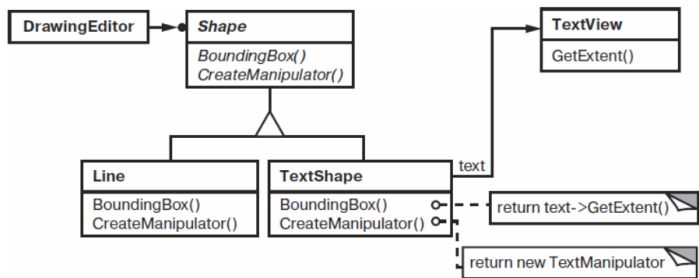 DrawingEditor
Shape
BoundingBox()
CreateManipulator()
TextView
GetExtent()
text
Line
BoundingBox()
CreateManipulator()
TextShape
BoundingBox()
CreateManipulator()
return text->GetExtent()
return new TextManipulator